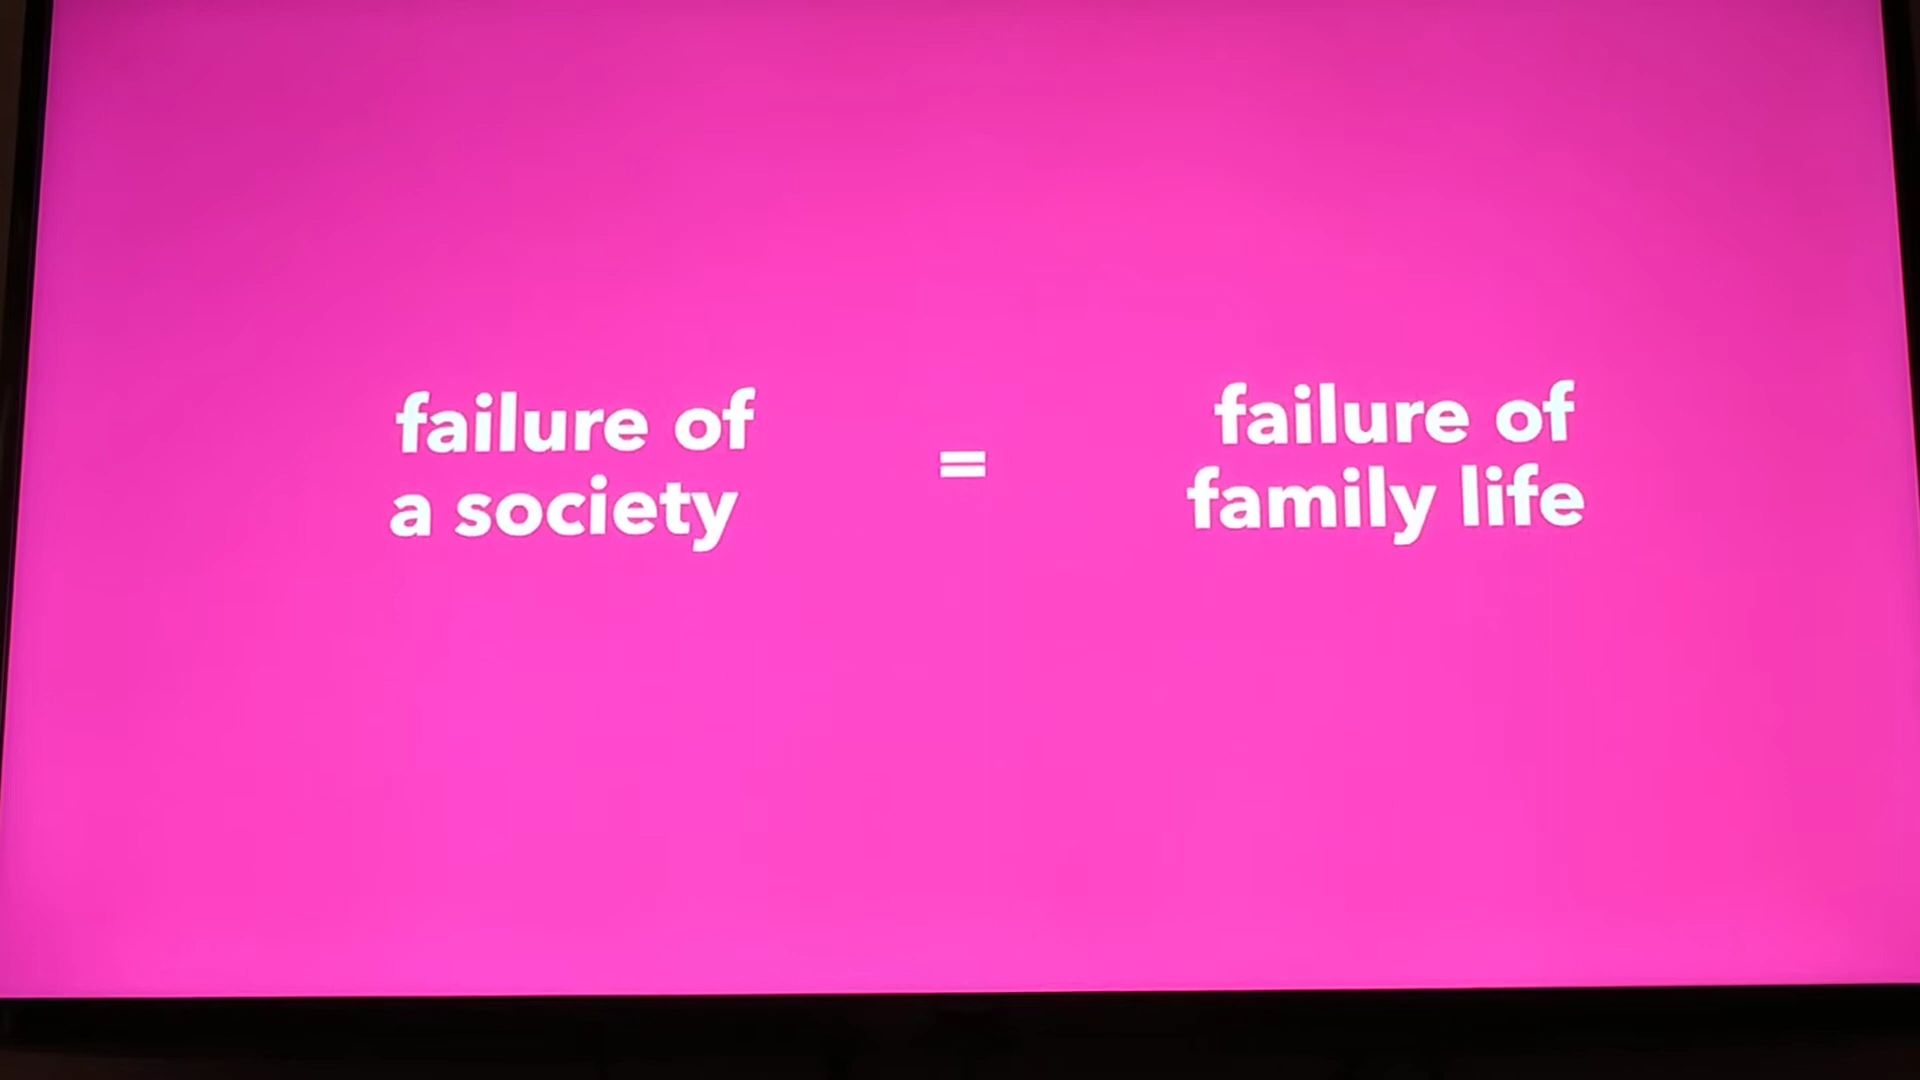 failure of
a society
=
failure of
family life